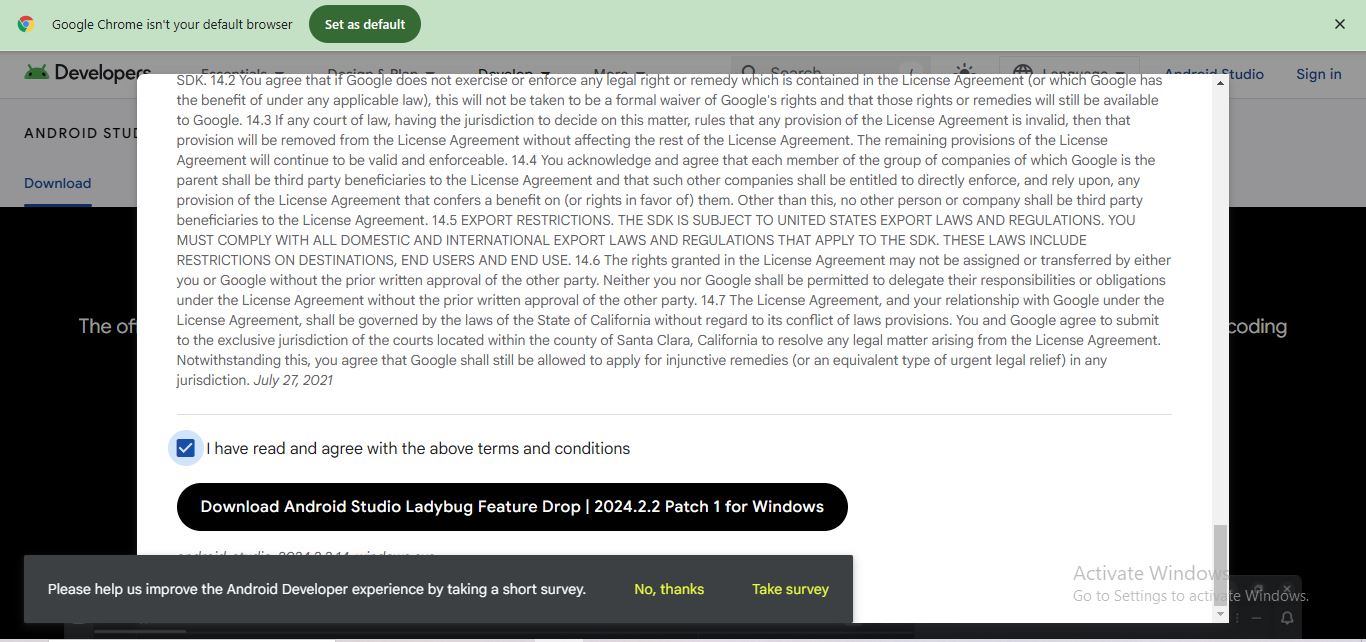 Google Chrome isn't your default browser
Set as default
Developers
Essentials
Design & Plan
Develop
More
Search
/
Language
Android Studio
Sign in
ANDROID STUD
Download
SDK. 14.2 You agree that if Google does not exercise or enforce any legal right or remedy which is contained in the License Agreement (or which Google has
the benefit of under any applicable law), this will not be taken to be a formal waiver of Google's rights and that those rights or remedies will still be available
to Google. 14.3 If any court of law, having the jurisdiction to decide on this matter, rules that any provision of the License Agreement is invalid, then that
provision will be removed from the License Agreement without affecting the rest of the License Agreement. The remaining provisions of the License
Agreement will continue to be valid and enforceable. 14.4 You acknowledge and agree that each member of the group of companies of which Google is the
parent shall be third party beneficiaries to the License Agreement and that such other companies shall be entitled to directly enforce, and rely upon, any
provision of the License Agreement that confers a benefit on (or rights in favor of) them. Other than this, no other person or company shall be third party
beneficiaries to the License Agreement. 14.5 EXPORT RESTRICTIONS. THE SDK IS SUBJECT TO UNITED STATES EXPORT LAWS AND REGULATIONS. YOU
MUST COMPLY WITH ALL DOMESTIC AND INTERNATIONAL EXPORT LAWS AND REGULATIONS THAT APPLY TO THE SDK. THESE LAWS INCLUDE
RESTRICTIONS ON DESTINATIONS, END USERS AND END USE. 14.6 The rights granted in the License Agreement may not be assigned or transferred by either
you or Google without the prior written approval of the other party. Neither you nor Google shall be permitted to delegate their responsibilities or obligations
under the License Agreement without the prior written approval of the other party. 14.7 The License Agreement, and your relationship with Google under the
License Agreement, shall be governed by the laws of the State of California without regard to its conflict of laws provisions. You and Google agree to submit
to the exclusive jurisdiction of the courts located within the county of Santa Clara, California to resolve any legal matter arising from the License Agreement.
Notwithstanding this, you agree that Google shall still be allowed to apply for injunctive remedies (or an equivalent type of urgent legal relief) in any
jurisdiction. July 27, 2021
The of
coding
I have read and agree with the above terms and conditions
Download Android Studio Ladybug Feature Drop | 2024.2.2 Patch 1 for Windows
Please help us improve the Android Developer experience by taking a short survey.
No, thanks
Take survey
Activate Windows
Go to Settings to activate Windows.